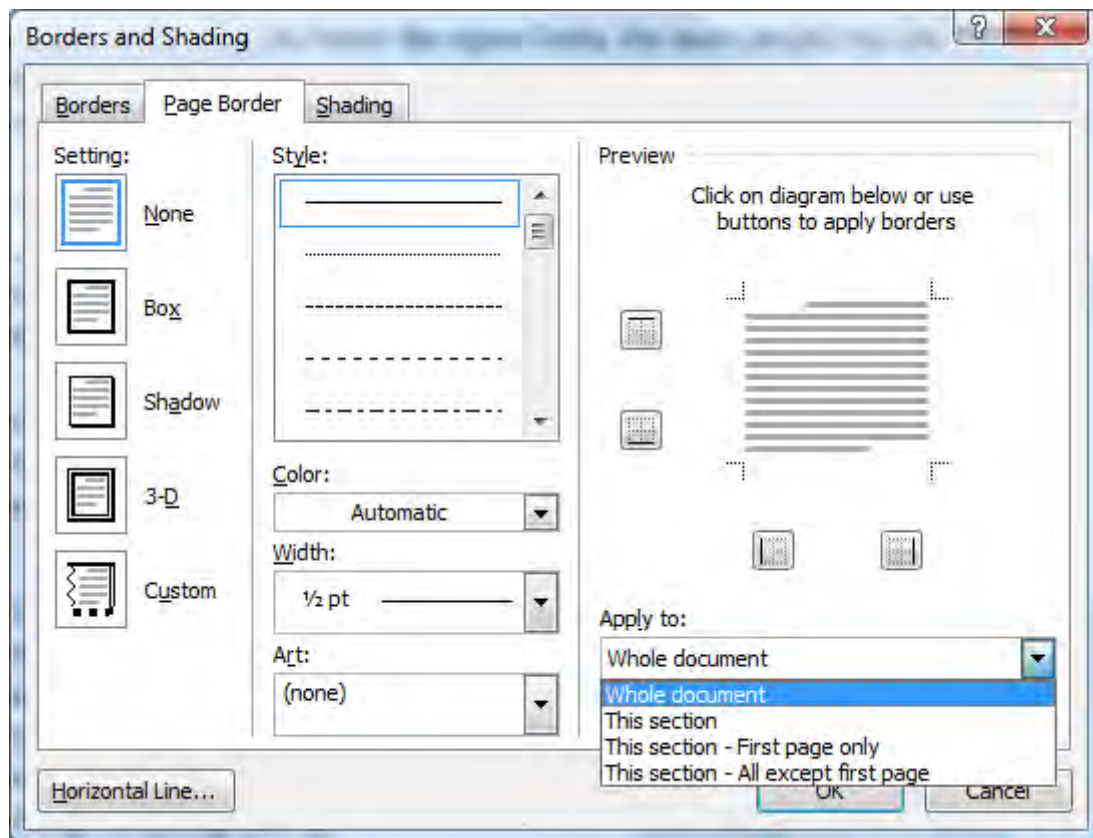 Borders and Shading
Borders
Page Border
Shading
Setting:
None
Box
Shadow
3-D
Custom
Style:
Color:
Automatic
Width:
½ pt
Art:
(none)
Preview
Click on diagram below or use
buttons to apply borders
Apply to:
Whole document
Whole document
This section
This section - First page only
This section - All except first page
Horizontal Line...
OK
Cancel